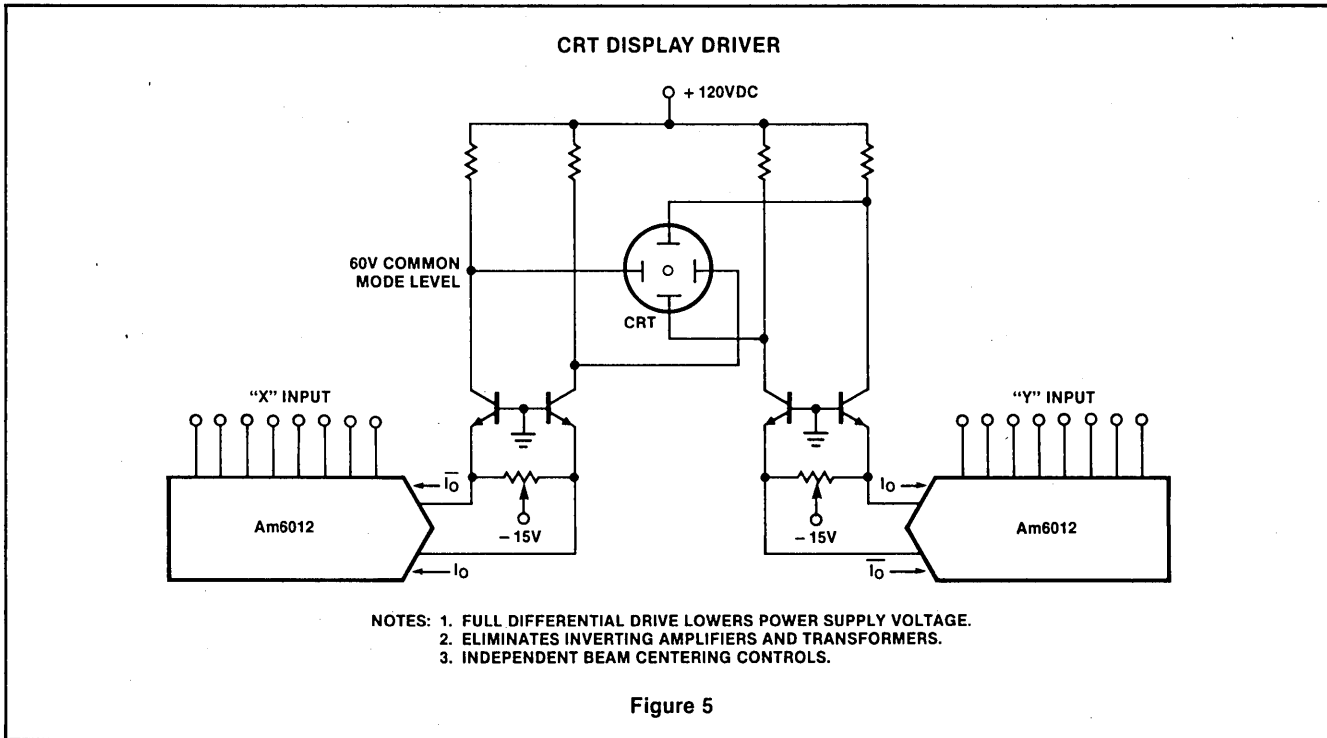 CRT DISPLAY DRIVER
+ 120VDC
60V COMMON
MODE LEVEL
CRT
"X" INPUT
"Y" INPUT
I̅O̅
IO
Am6012
Am6012
– 15V
– 15V
IO
I̅O̅
NOTES: 1. FULL DIFFERENTIAL DRIVE LOWERS POWER SUPPLY VOLTAGE.
2. ELIMINATES INVERTING AMPLIFIERS AND TRANSFORMERS.
3. INDEPENDENT BEAM CENTERING CONTROLS.
Figure 5